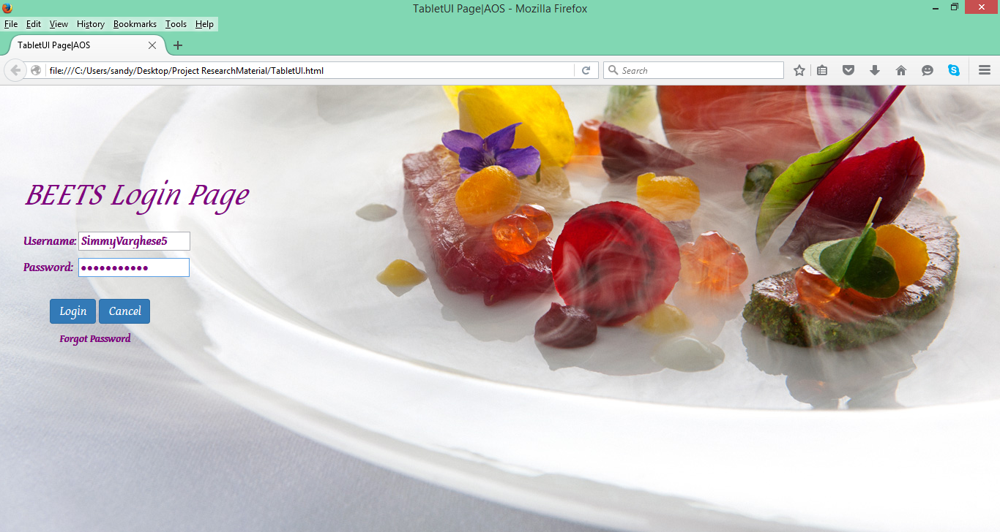 TabletUI Page|AOS - Mozilla Firefox
File Edit View History Bookmarks Tools Help
TabletUI Page|AOS
file:///C:/Users/sandy/Desktop/Project ResearchMaterial/TabletUI.html
Search
BEETS Login Page
Username: SimmyVarghese5
Password: ●●●●●●●●●●●
Login Cancel
Forgot Password